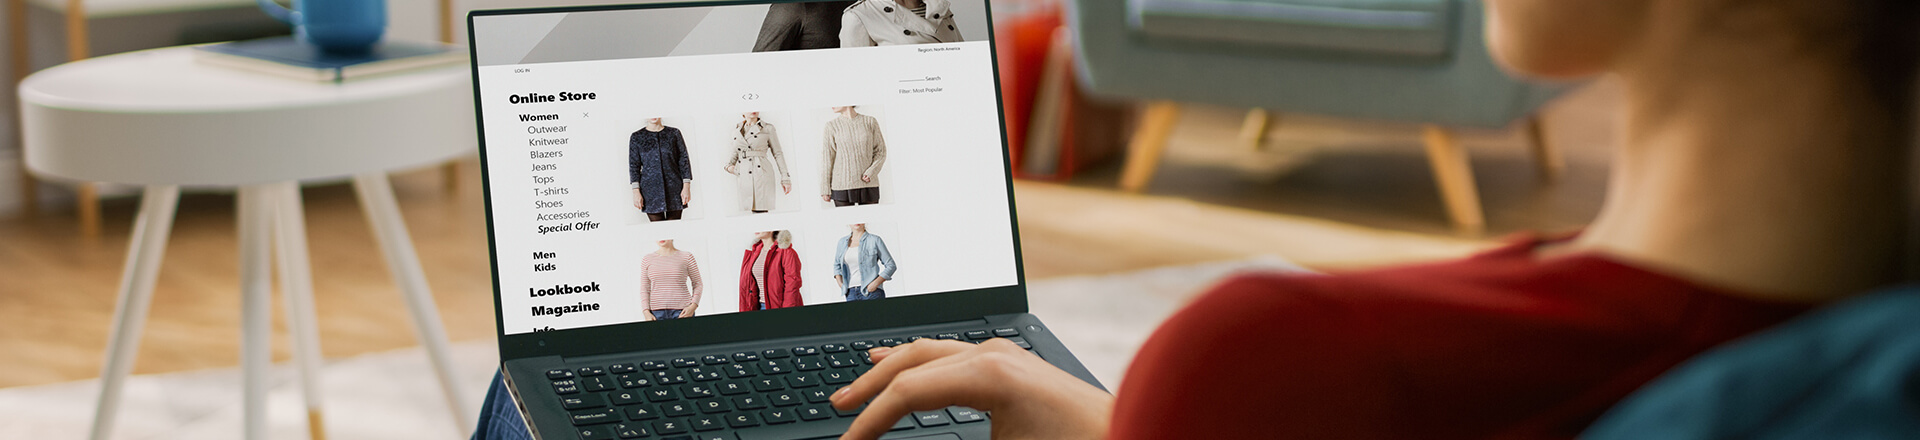 Region: North America
LOG IN
Search
Online Store
Filter: Most Popular
< 2 >
Women ×
Outwear
Knitwear
Blazers
Jeans
Tops
T-shirts
Shoes
Accessories
Special Offer
Men
Kids
Lookbook
Magazine
Info